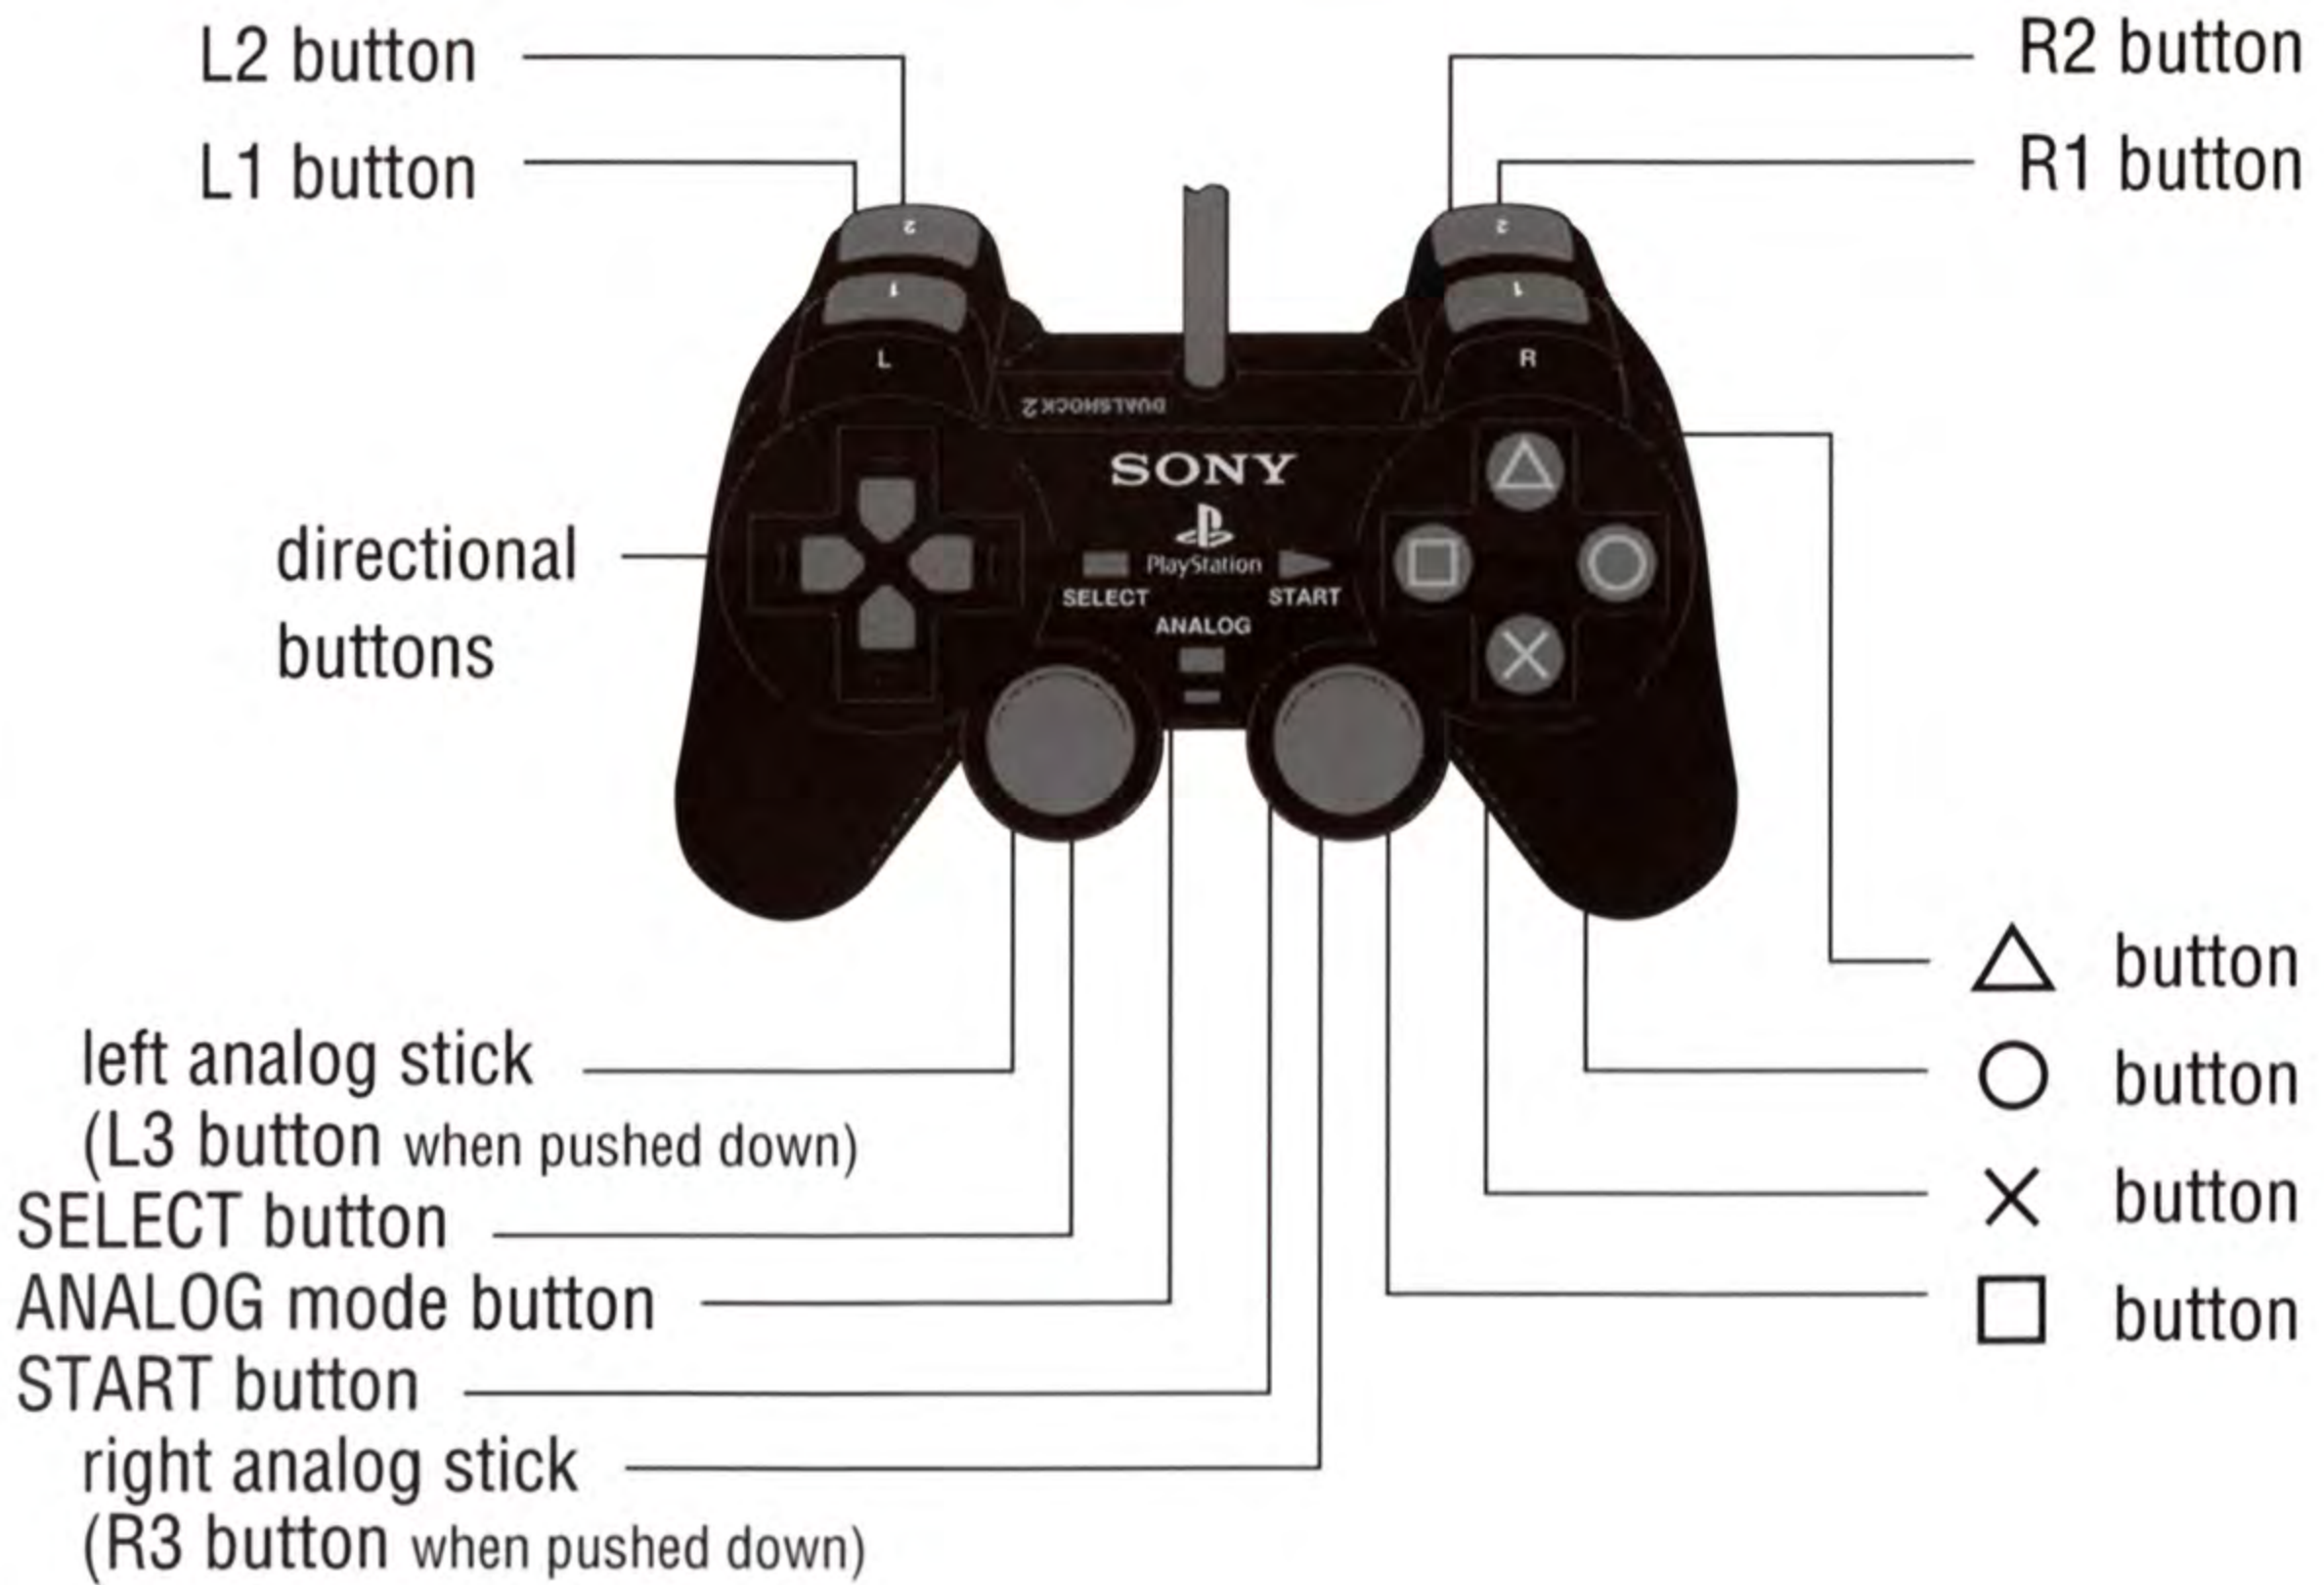 L2 button
R2 button
L1 button
R1 button
2
2
1
1
L
R
DUALSHOCK 2
SONY
PlayStation
SELECT
START
ANALOG
directional
buttons
△ button
left analog stick
(L3 button when pushed down)
○ button
SELECT button
✕ button
ANALOG mode button
□ button
START button
right analog stick
(R3 button when pushed down)